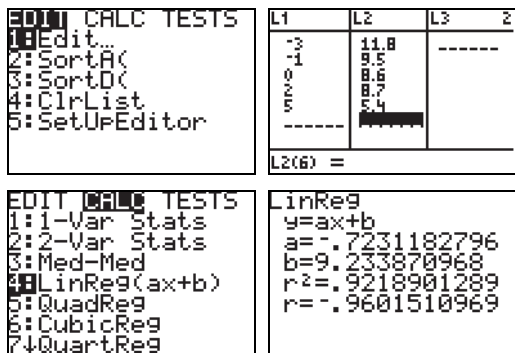 EDIT CALC TESTS
1:Edit…
2:SortA(
3:SortD(
4:ClrList
5:SetUpEditor
L1 L2 L3 2
-3 11.8 ------
-1 9.5
0 8.6
2 8.7
5 5.4
------
L2(6) =
EDIT CALC TESTS
1:1-Var Stats
2:2-Var Stats
3:Med-Med
4:LinReg(ax+b)
5:QuadReg
6:CubicReg
7↓QuartReg
LinReg
y=ax+b
a=-.7231182796
b=9.233870968
r²=.9218901289
r=-.9601510969